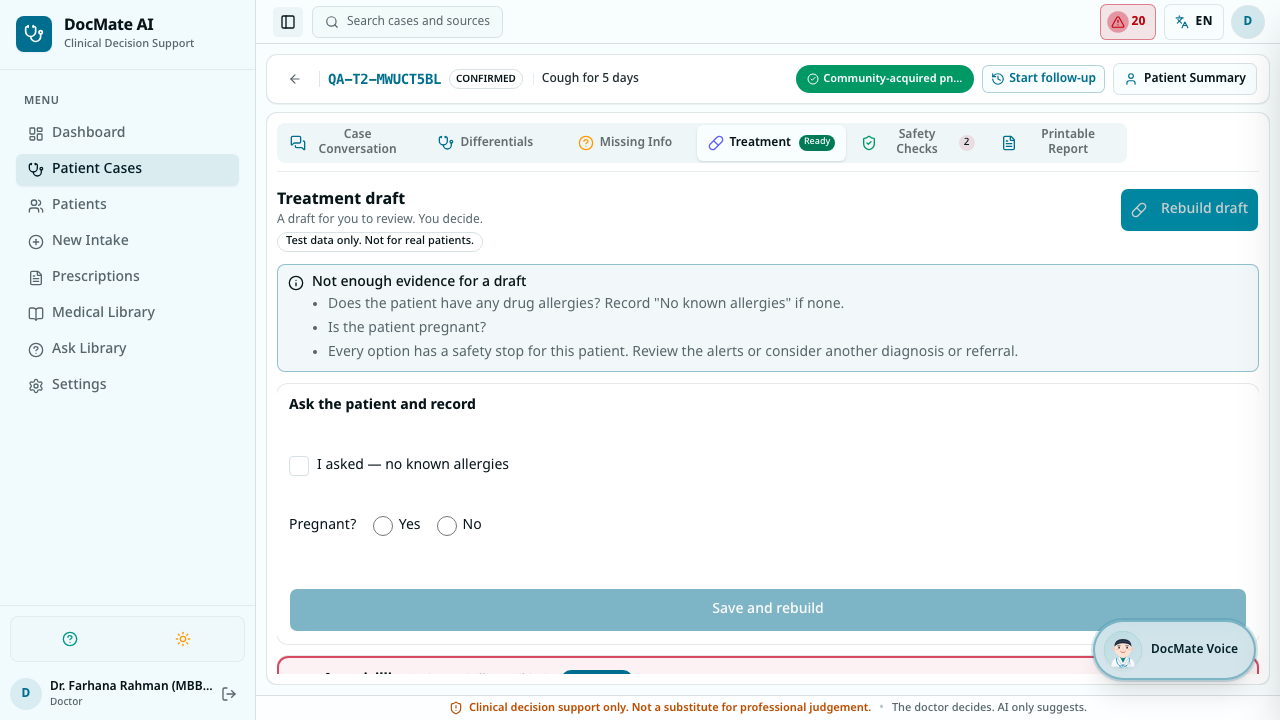 DocMate AI
Clinical Decision Support
MENU
Dashboard
Patient Cases
Patients
New Intake
Prescriptions
Medical Library
Ask Library
Settings
D
Dr. Farhana Rahman (MBB...
Doctor
Search cases and sources
20
EN
D
QA-T2-MWUCT5BL
CONFIRMED
Cough for 5 days
Community-acquired pn...
Start follow-up
Patient Summary
Case Conversation
Differentials
Missing Info
Treatment
Ready
Safety Checks
2
Printable Report
Treatment draft
A draft for you to review. You decide.
Test data only. Not for real patients.
Rebuild draft
Not enough evidence for a draft
• Does the patient have any drug allergies? Record "No known allergies" if none.
• Is the patient pregnant?
• Every option has a safety stop for this patient. Review the alerts or consider another diagnosis or referral.
Ask the patient and record
I asked — no known allergies
Pregnant?
Yes
No
Save and rebuild
DocMate Voice
Clinical decision support only. Not a substitute for professional judgement. • The doctor decides. AI only suggests.